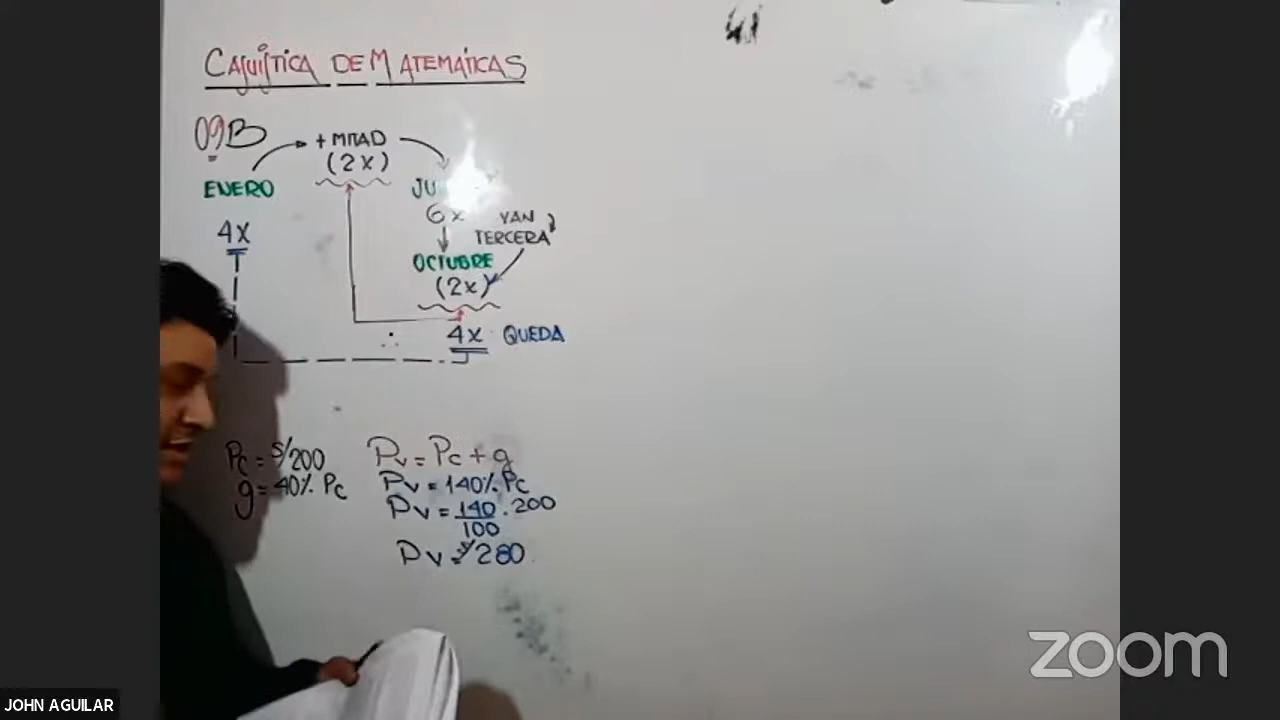 CASUÍSTICA DE MATEMÁTICAS
09B
+ MITAD
(2x)
ENERO
4x
6x
VAN
TERCERA
OCTUBRE
(2x)
4x QUEDA
Pc = S/200
g = 40% Pc
Pv = Pc + g
Pv = 140% Pc
Pv = 140/100 . 200
Pv = S/280
zoom
JOHN AGUILAR